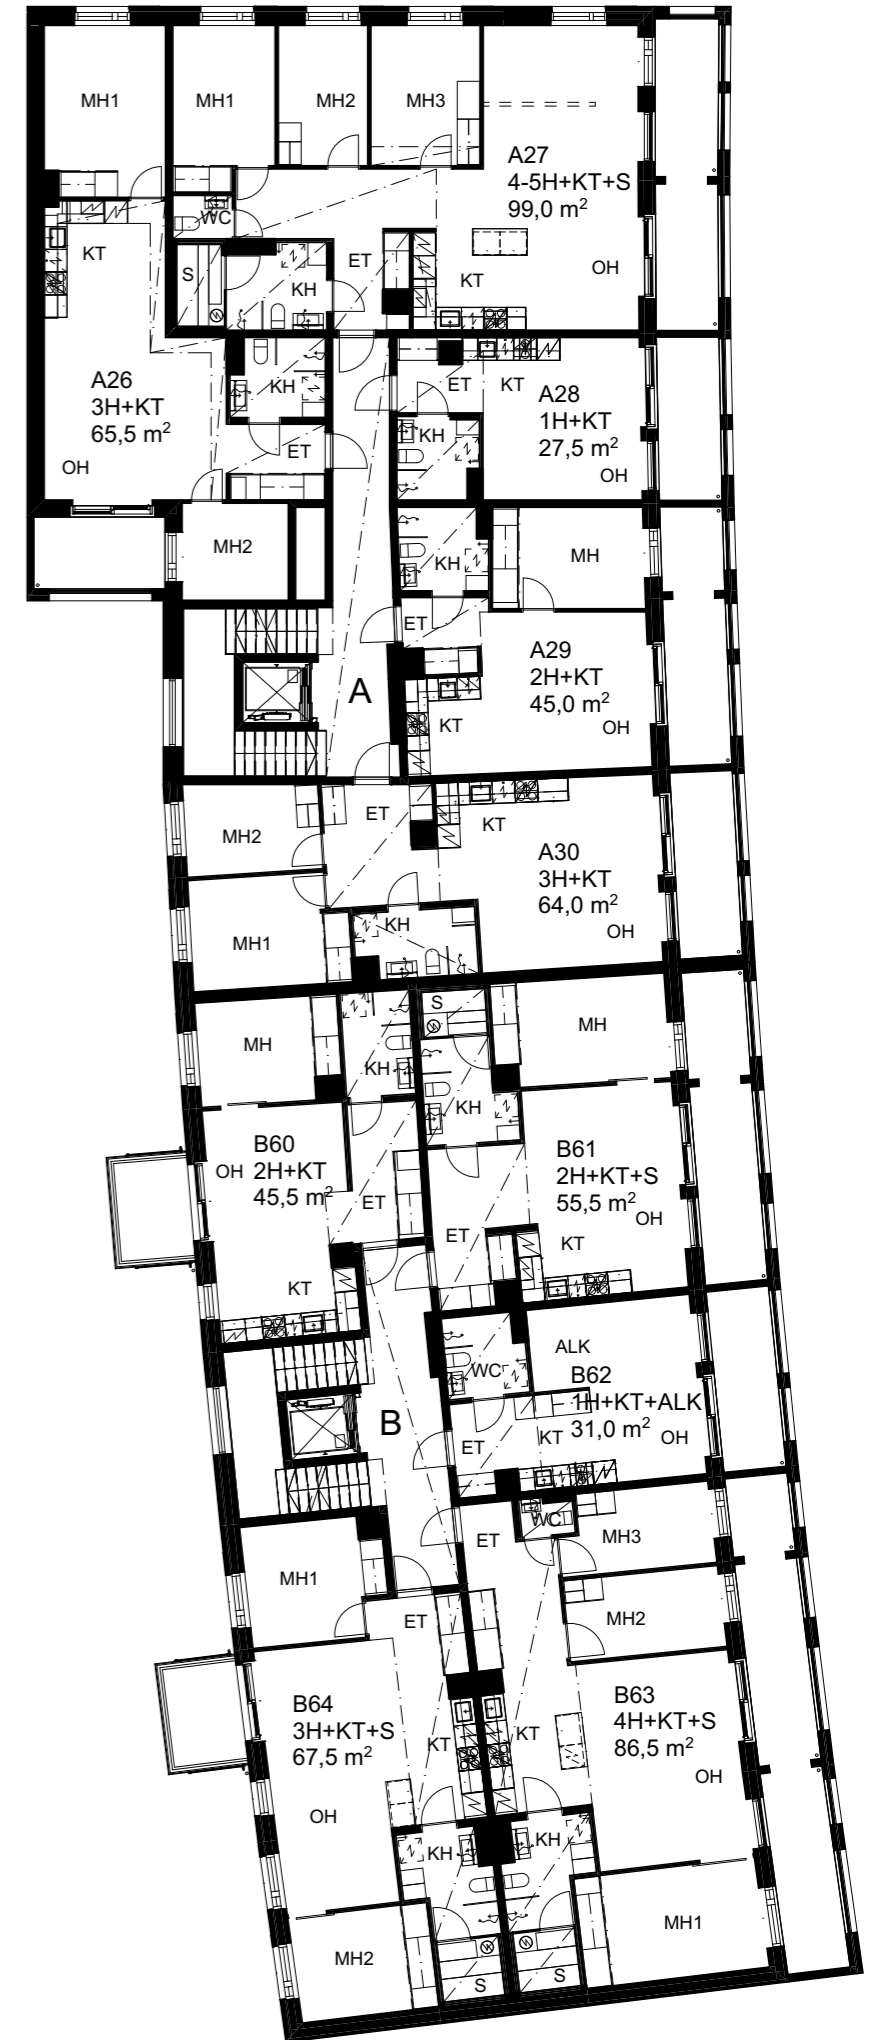 MH1
MH1
MH2
MH3
A27
4-5H+KT+S
99,0 m²
WC
KT
S
KH
ET
KT
OH
A26
3H+KT
65,5 m²
OH
KH
ET
ET
KT
A28
1H+KT
27,5 m²
OH
KH
MH2
KH
MH
ET
A29
2H+KT
45,0 m²
OH
KT
A
MH2
ET
KT
A30
3H+KT
64,0 m²
OH
MH1
KH
S
MH
MH
KH
KH
B60
2H+KT
45,5 m²
OH
ET
KT
B61
2H+KT+S
55,5 m²
OH
ET
KT
ALK
WC
B62
1H+KT+ALK
31,0 m²
OH
ET
KT
B
WC
ET
MH3
MH1
ET
MH2
B64
3H+KT+S
67,5 m²
KT
OH
B63
4H+KT+S
86,5 m²
KT
OH
KH
KH
MH1
MH2
S
S